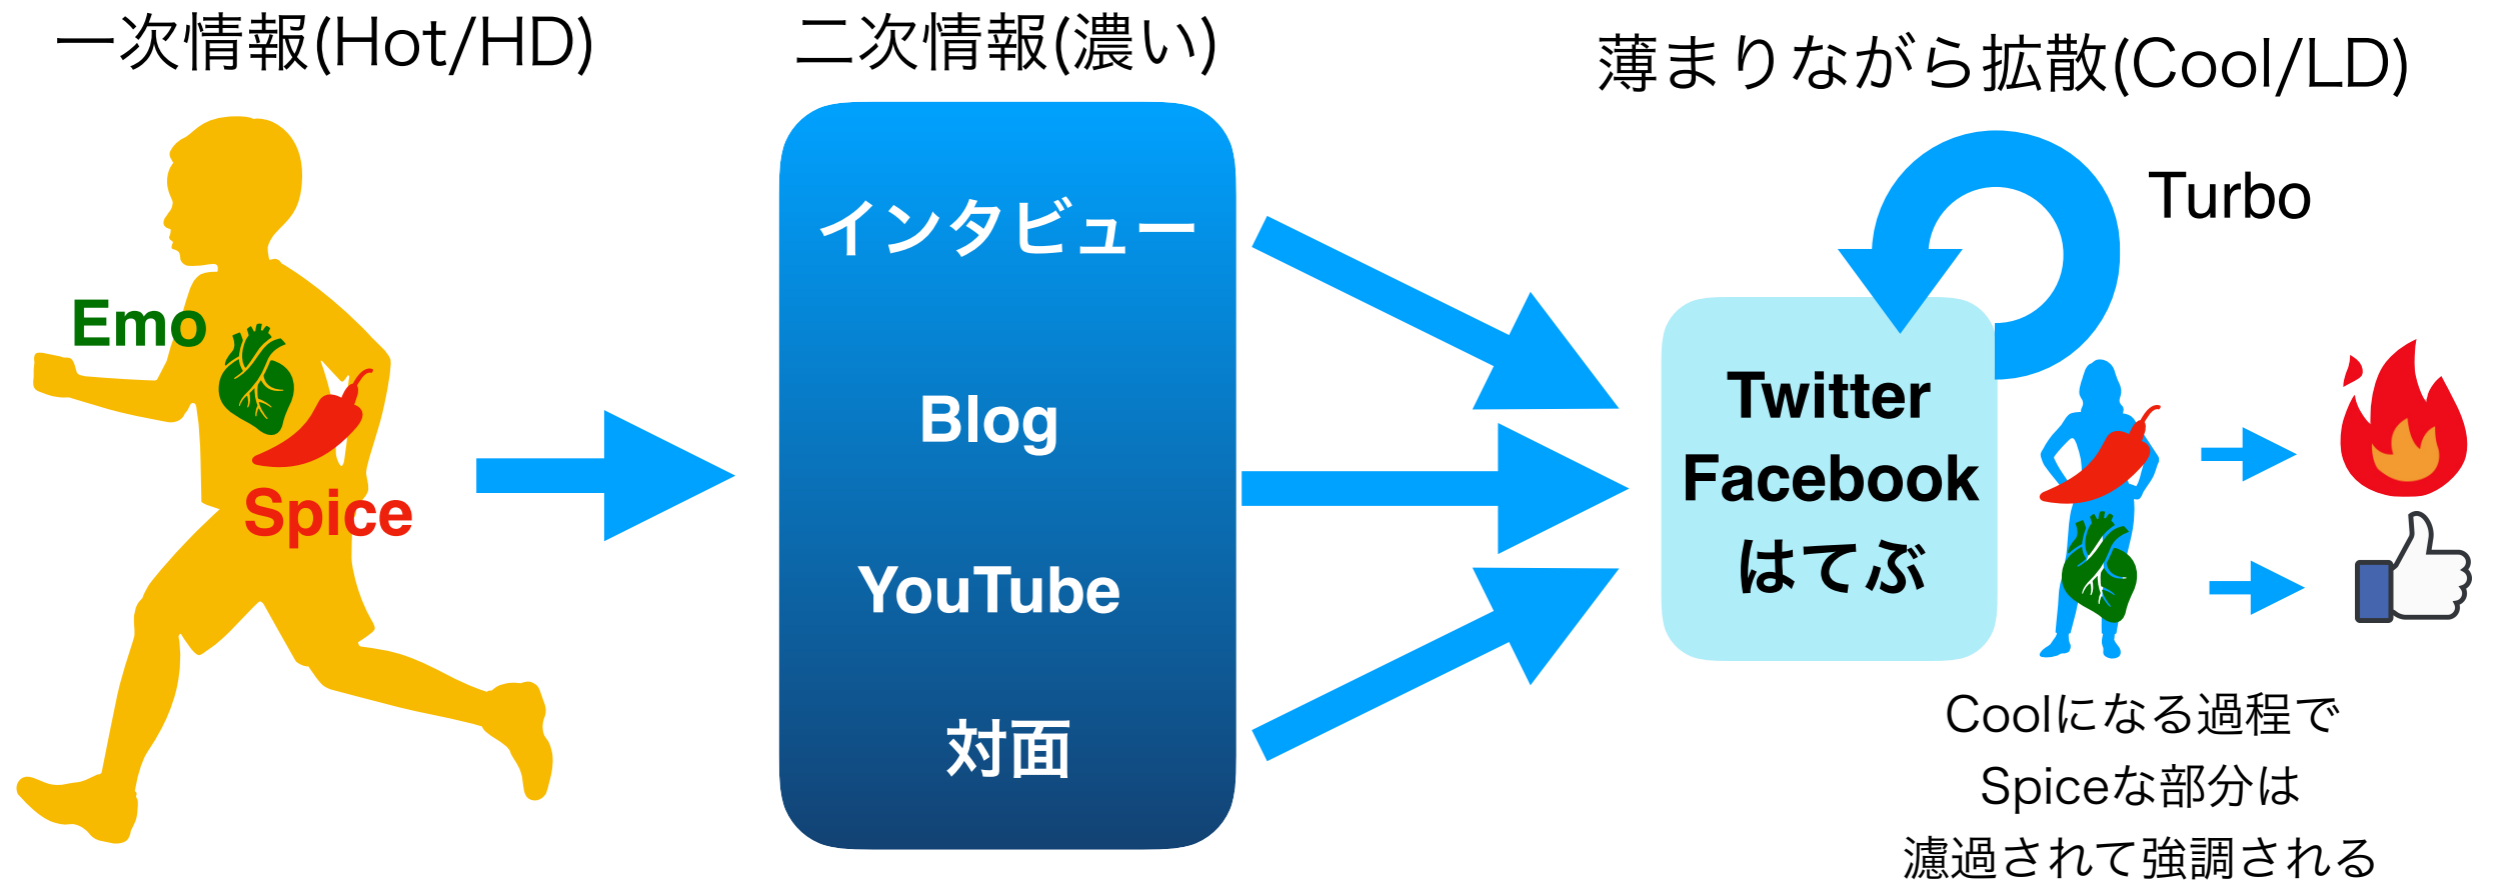 一次情報(Hot/HD)
二次情報(濃い)
薄まりながら拡散(Cool/LD)
Turbo
Emo
Spice
インタビュー
Blog
YouTube
対面
Twitter
Facebook
はてぶ
Coolになる過程で
Spiceな部分は
濾過されて強調される